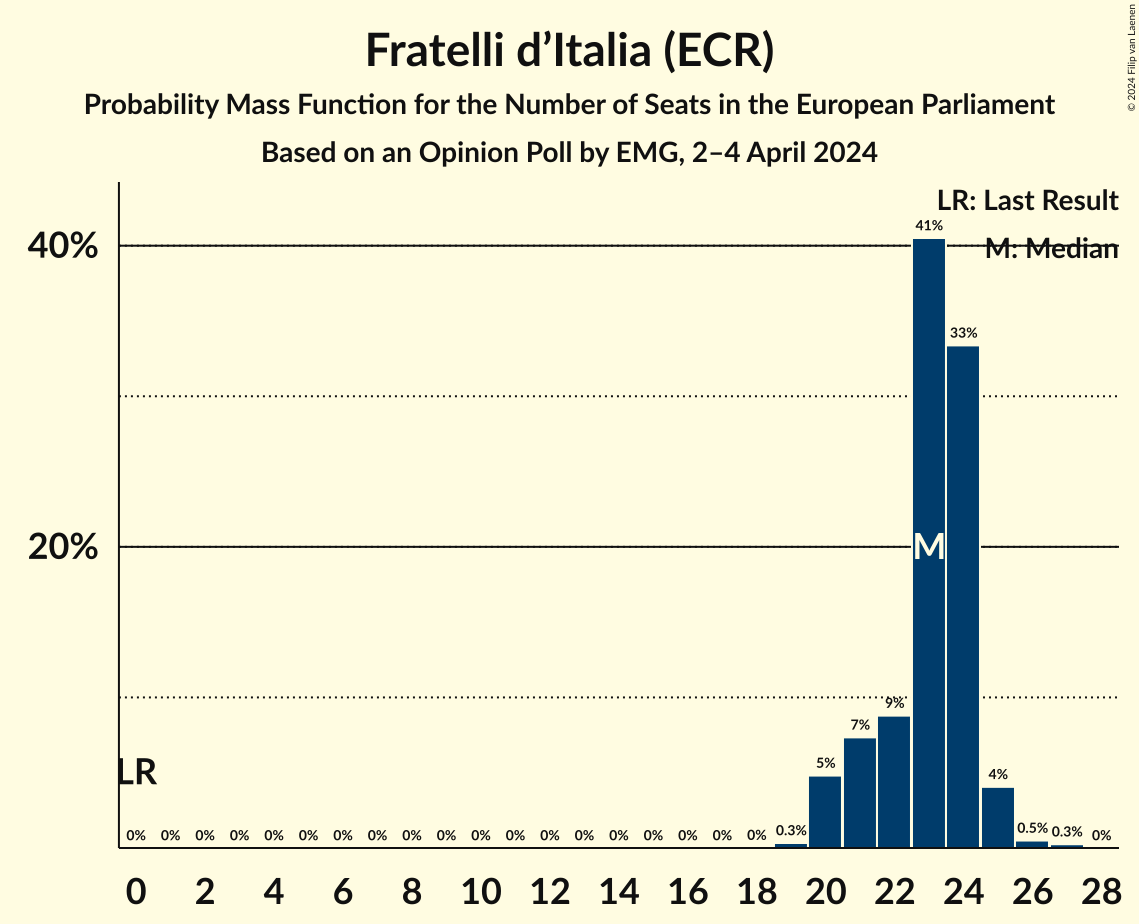 Fratelli d’Italia (ECR)
Probability Mass Function for the Number of Seats in the European Parliament
Based on an Opinion Poll by EMG, 2–4 April 2024
© 2024 Filip van Laenen
LR: Last Result
M: Median
40%
20%
41%
33%
M
9%
7%
5%
4%
LR
0% 0% 0% 0% 0% 0% 0% 0% 0% 0% 0% 0% 0% 0% 0% 0% 0% 0% 0% 0.3% 0.5% 0.3% 0%
0 2 4 6 8 10 12 14 16 18 20 22 24 26 28